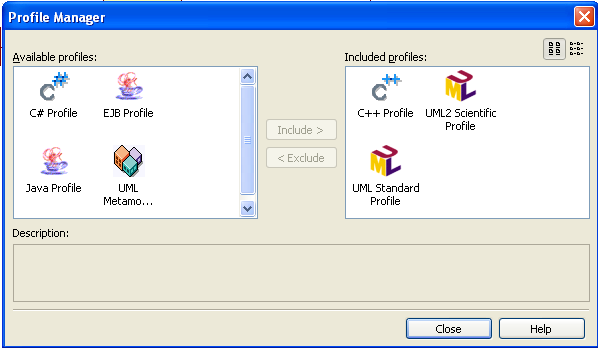 Profile Manager
Available profiles:
Included profiles:
C# Profile
EJB Profile
Java Profile
UML
Metamo...
Include >
< Exclude
C++ Profile
UML2 Scientific
Profile
UML Standard
Profile
Description:
Close
Help